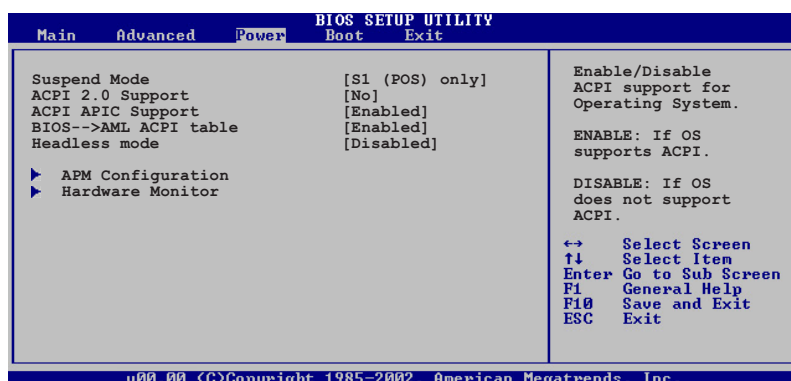 BIOS SETUP UTILITY
Main Advanced Power Boot Exit
Suspend Mode [S1 (POS) only]
ACPI 2.0 Support [No]
ACPI APIC Support [Enabled]
BIOS-->AML ACPI table [Enabled]
Headless mode [Disabled]
APM Configuration
Hardware Monitor
Enable/Disable
ACPI support for
Operating System.
ENABLE: If OS
supports ACPI.
DISABLE: If OS
does not support
ACPI.
←→ Select Screen
↑↓ Select Item
Enter Go to Sub Screen
F1 General Help
F10 Save and Exit
ESC Exit
v00.00 (C)Copyright 1985-2002, American Megatrends, Inc.